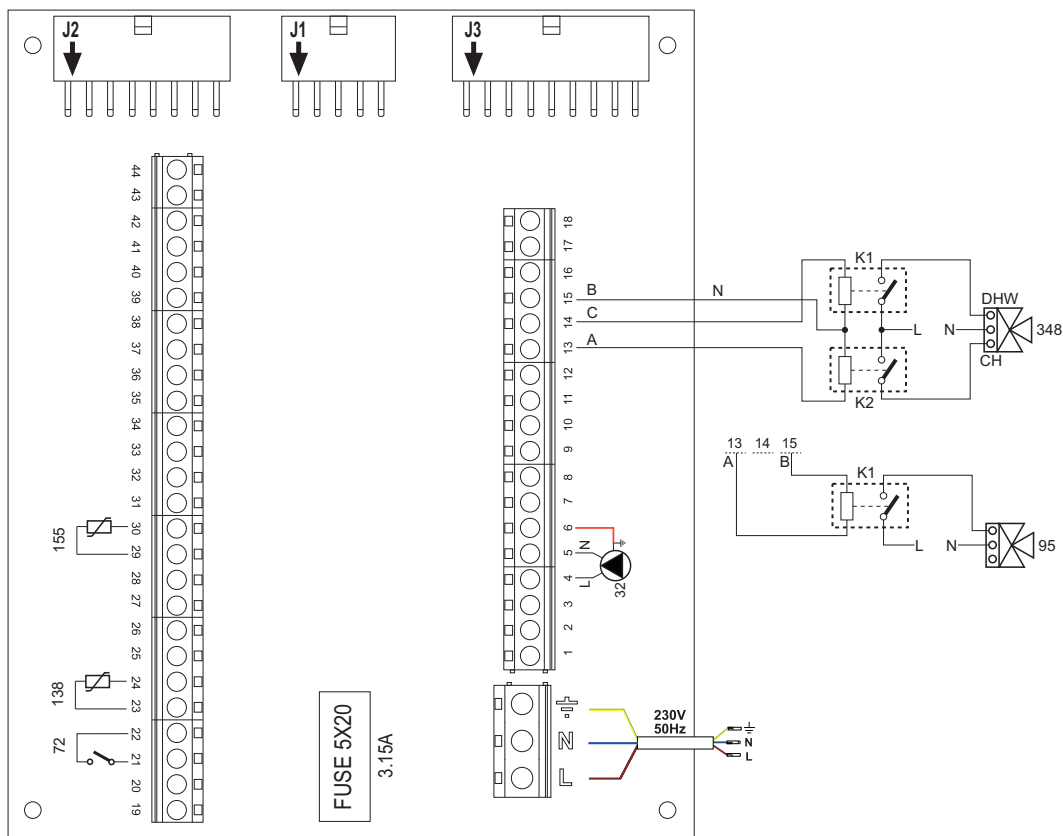 J2
J1
J3
44
43
42
41
40
39
38
37
36
35
34
33
32
31
30
29
28
27
26
25
24
23
22
21
20
19
155
138
72
18
17
16
15
14
13
12
11
10
9
8
7
6
5
4
3
2
1
B
C
A
N
K1
L
K2
DHW
N
CH
348
13 14 15
A B
K1
L
N
95
N
L
32
FUSE 5X20
3.15A
N
L
230V
50Hz
N
L